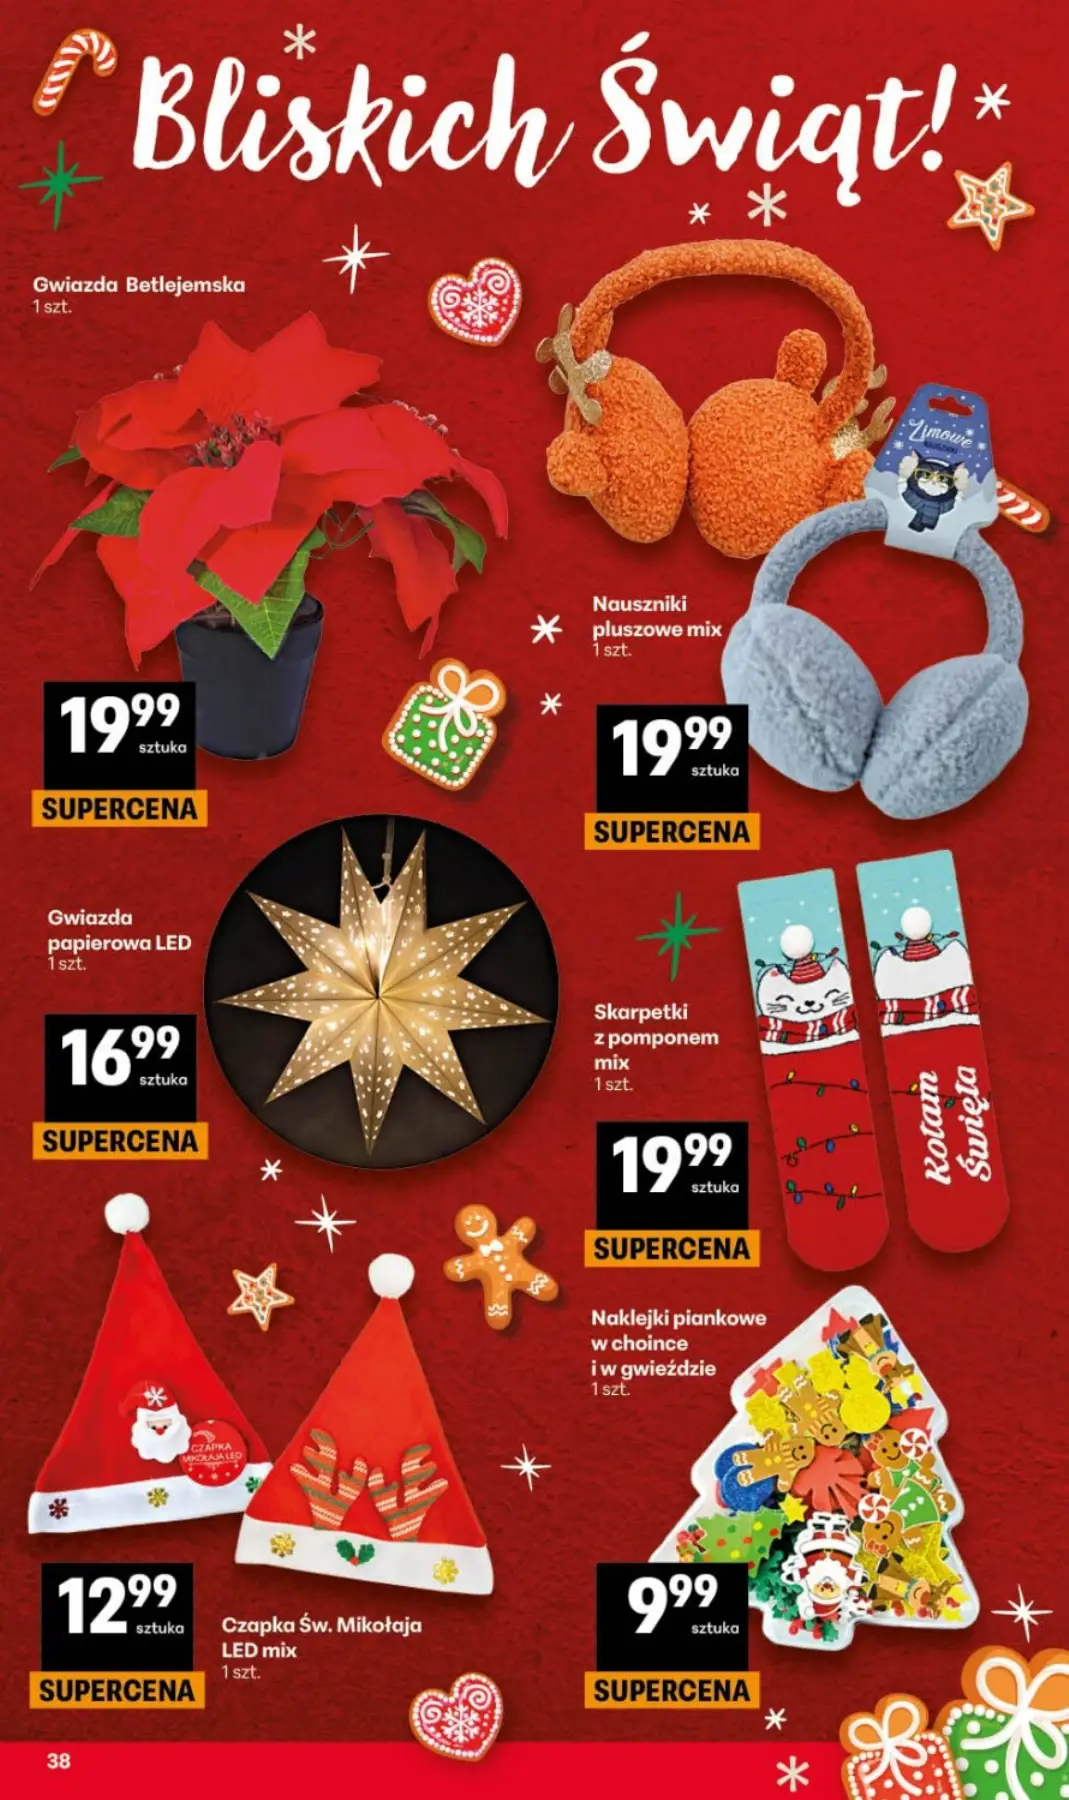 Bliskich Świąt!
Gwiazda Betlejemska
1 szt.
19.99
sztuka
SUPERCENA
Zimowe
NAUSZNIKI
Nauszniki
pluszowe mix
1 szt.
19.99
sztuka
SUPERCENA
Gwiazda
papierowa LED
1 szt.
16.99
sztuka
SUPERCENA
Skarpetki
z pomponem
mix
1 szt.
19.99
sztuka
SUPERCENA
Kotam
Święta
CZAPKA
MIKOŁAJA LED
12.99
sztuka
SUPERCENA
Czapka Św. Mikołaja
LED mix
1 szt.
Naklejki piankowe
w choince
i w gwieździe
1 szt.
9.99
sztuka
SUPERCENA
38